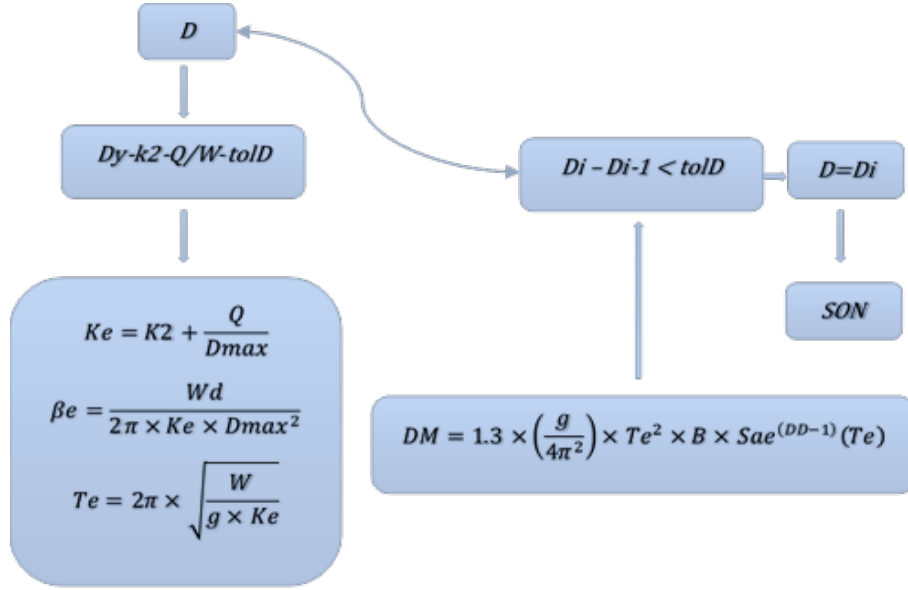 D
Dy-k2-Q/W-tolD
Ke = K2 + Q/Dmax
βe = Wd/(2π × Ke × Dmax²)
Te = 2π × √(W/(g × Ke))
DM = 1.3 × (g/4π²) × Te² × B × Sae^(DD−1) (Te)
Di – Di-1 < tolD
D=Di
SON